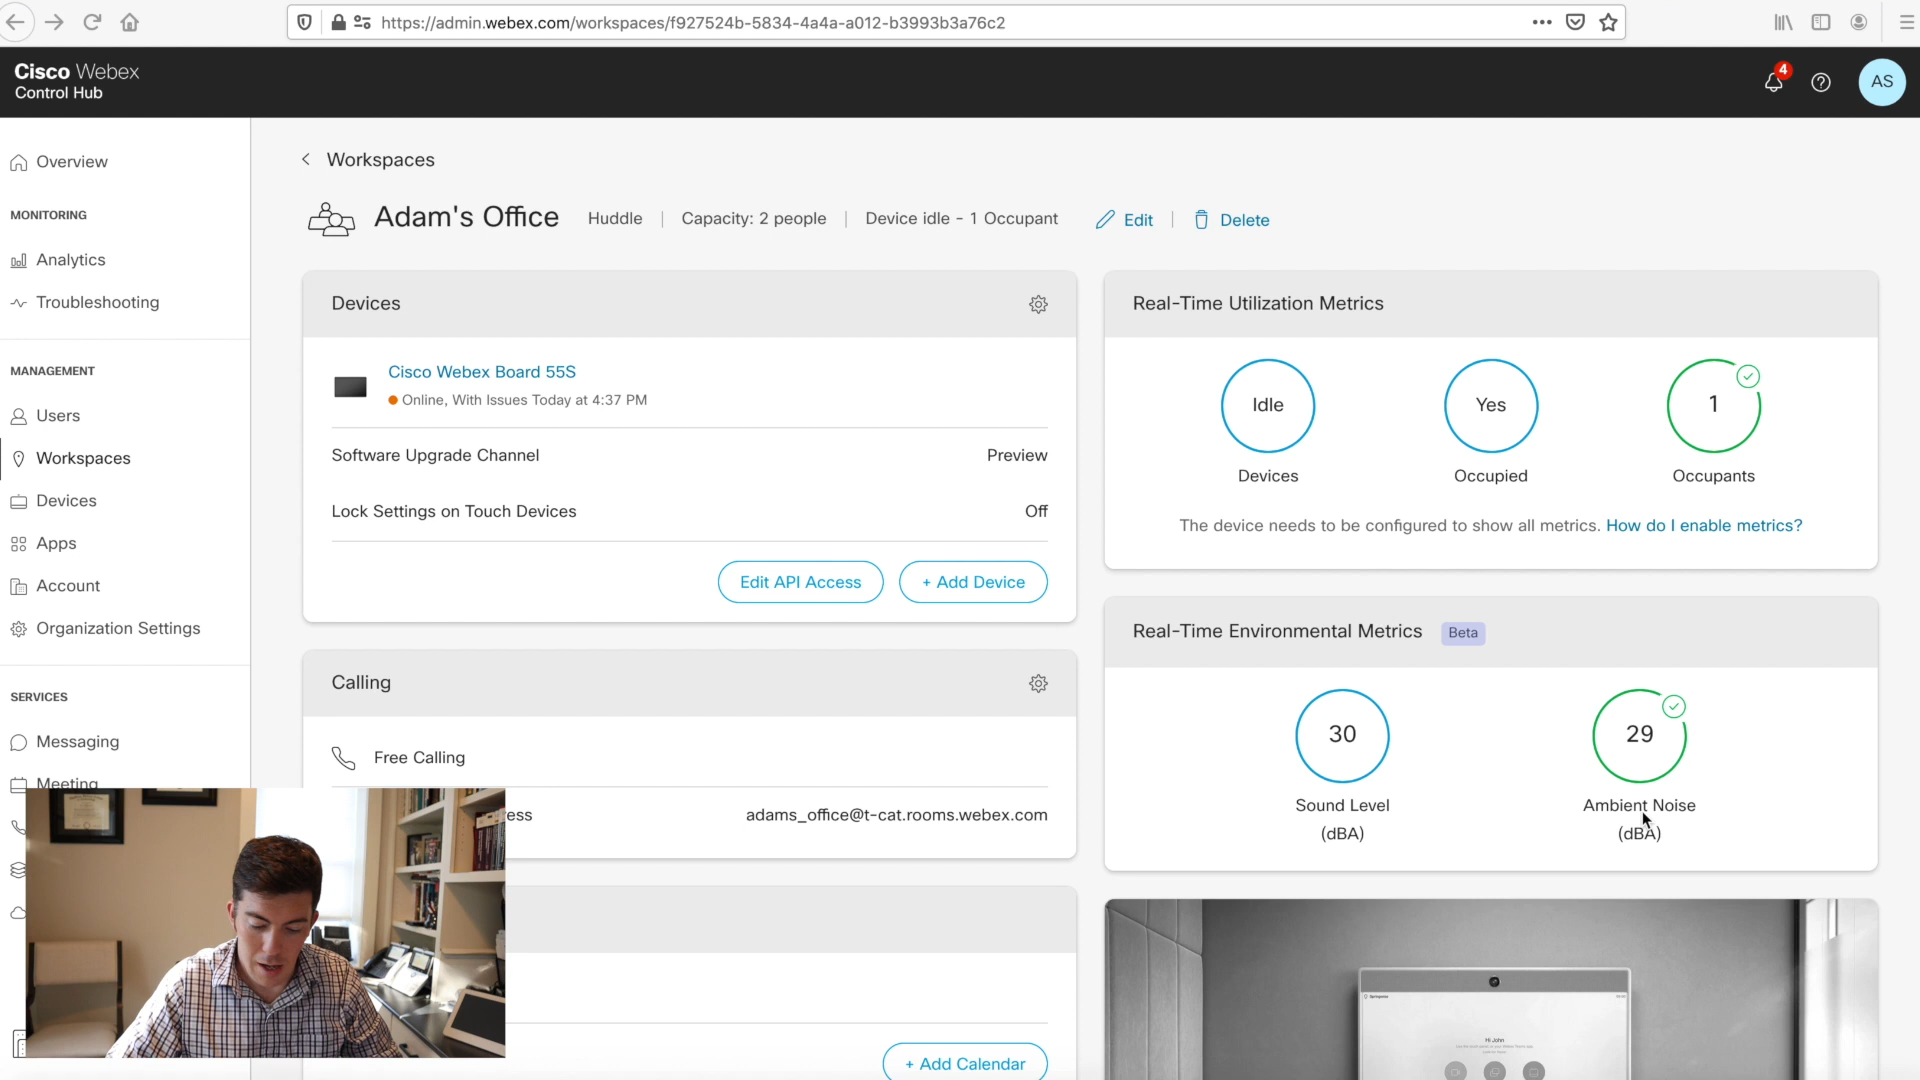 https://admin.webex.com/workspaces/f927524b-5834-4a4a-a012-b3993b3a76c2
Cisco Webex
Control Hub
4
AS
Overview
MONITORING
Analytics
Troubleshooting
MANAGEMENT
Users
Workspaces
Devices
Apps
Account
Organization Settings
SERVICES
Messaging
Meeting
Workspaces
Adam's Office
Huddle
Capacity: 2 people
Device idle - 1 Occupant
Edit
Delete
Devices
Cisco Webex Board 55S
Online, With Issues Today at 4:37 PM
Software Upgrade Channel
Preview
Lock Settings on Touch Devices
Off
Edit API Access
+ Add Device
Calling
Free Calling
ess
adams_office@t-cat.rooms.webex.com
+ Add Calendar
Real-Time Utilization Metrics
Idle
Devices
Yes
Occupied
1
Occupants
The device needs to be configured to show all metrics. How do I enable metrics?
Real-Time Environmental Metrics
Beta
30
Sound Level
(dBA)
29
Ambient Noise
(dBA)
Hi John